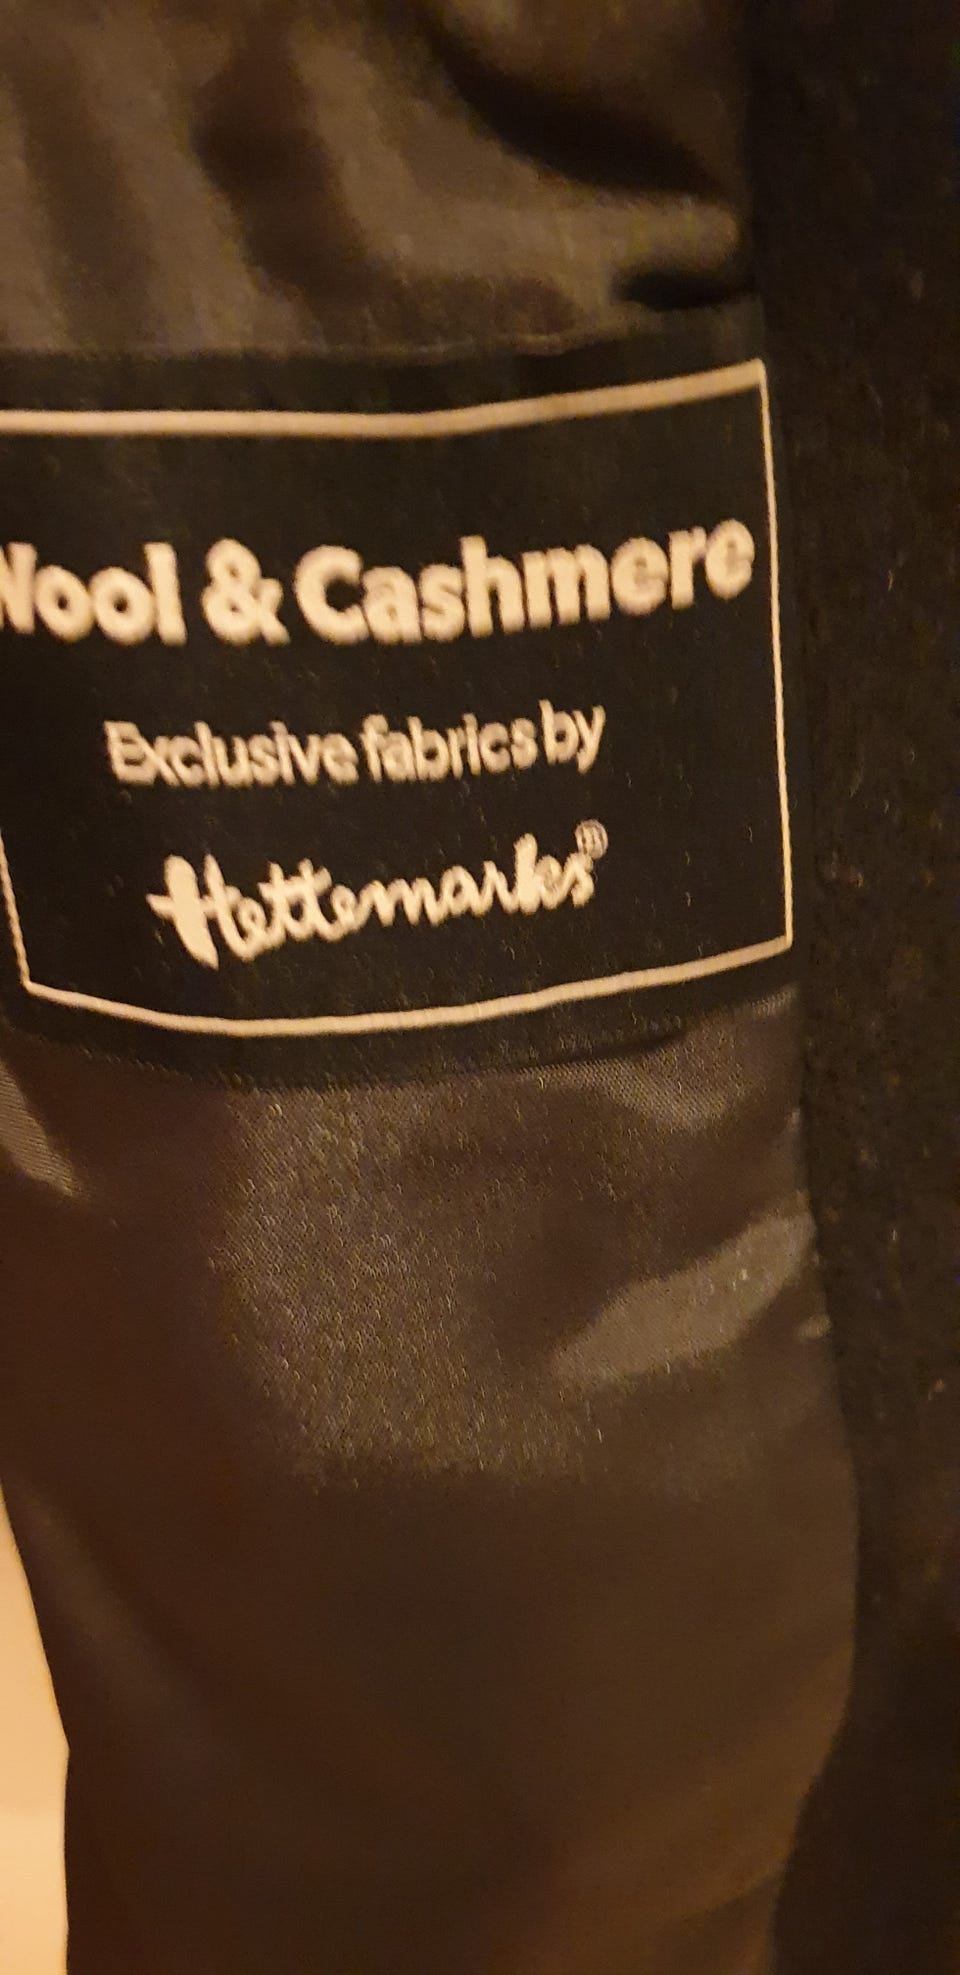 Wool & Cashmere
Exclusive fabrics by
Hettemarks®